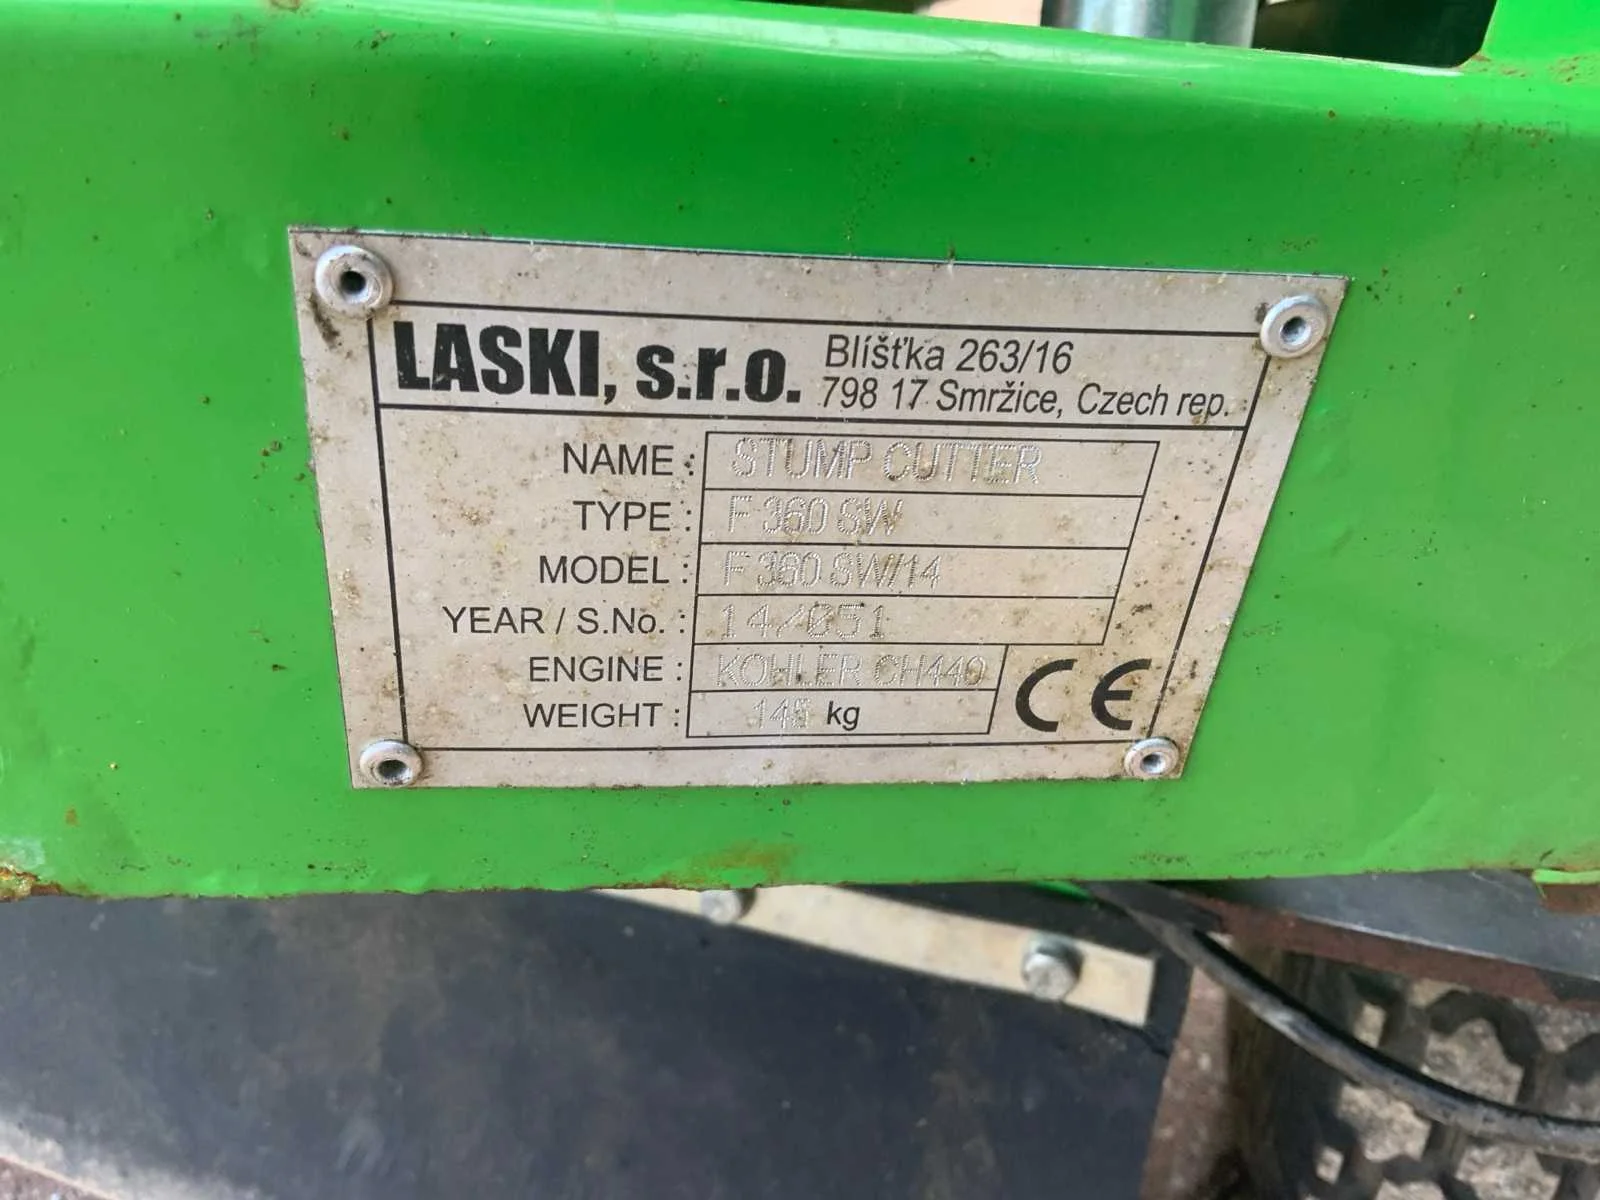 LASKI, s.r.o.
Blíšťka 263/16
798 17 Smržice, Czech rep.
NAME : STUMP CUTTER
TYPE : F 360 SW
MODEL : F 360 SW/14
YEAR / S.No. : 14/051
ENGINE : KOHLER CH440
WEIGHT : 145 kg
CE